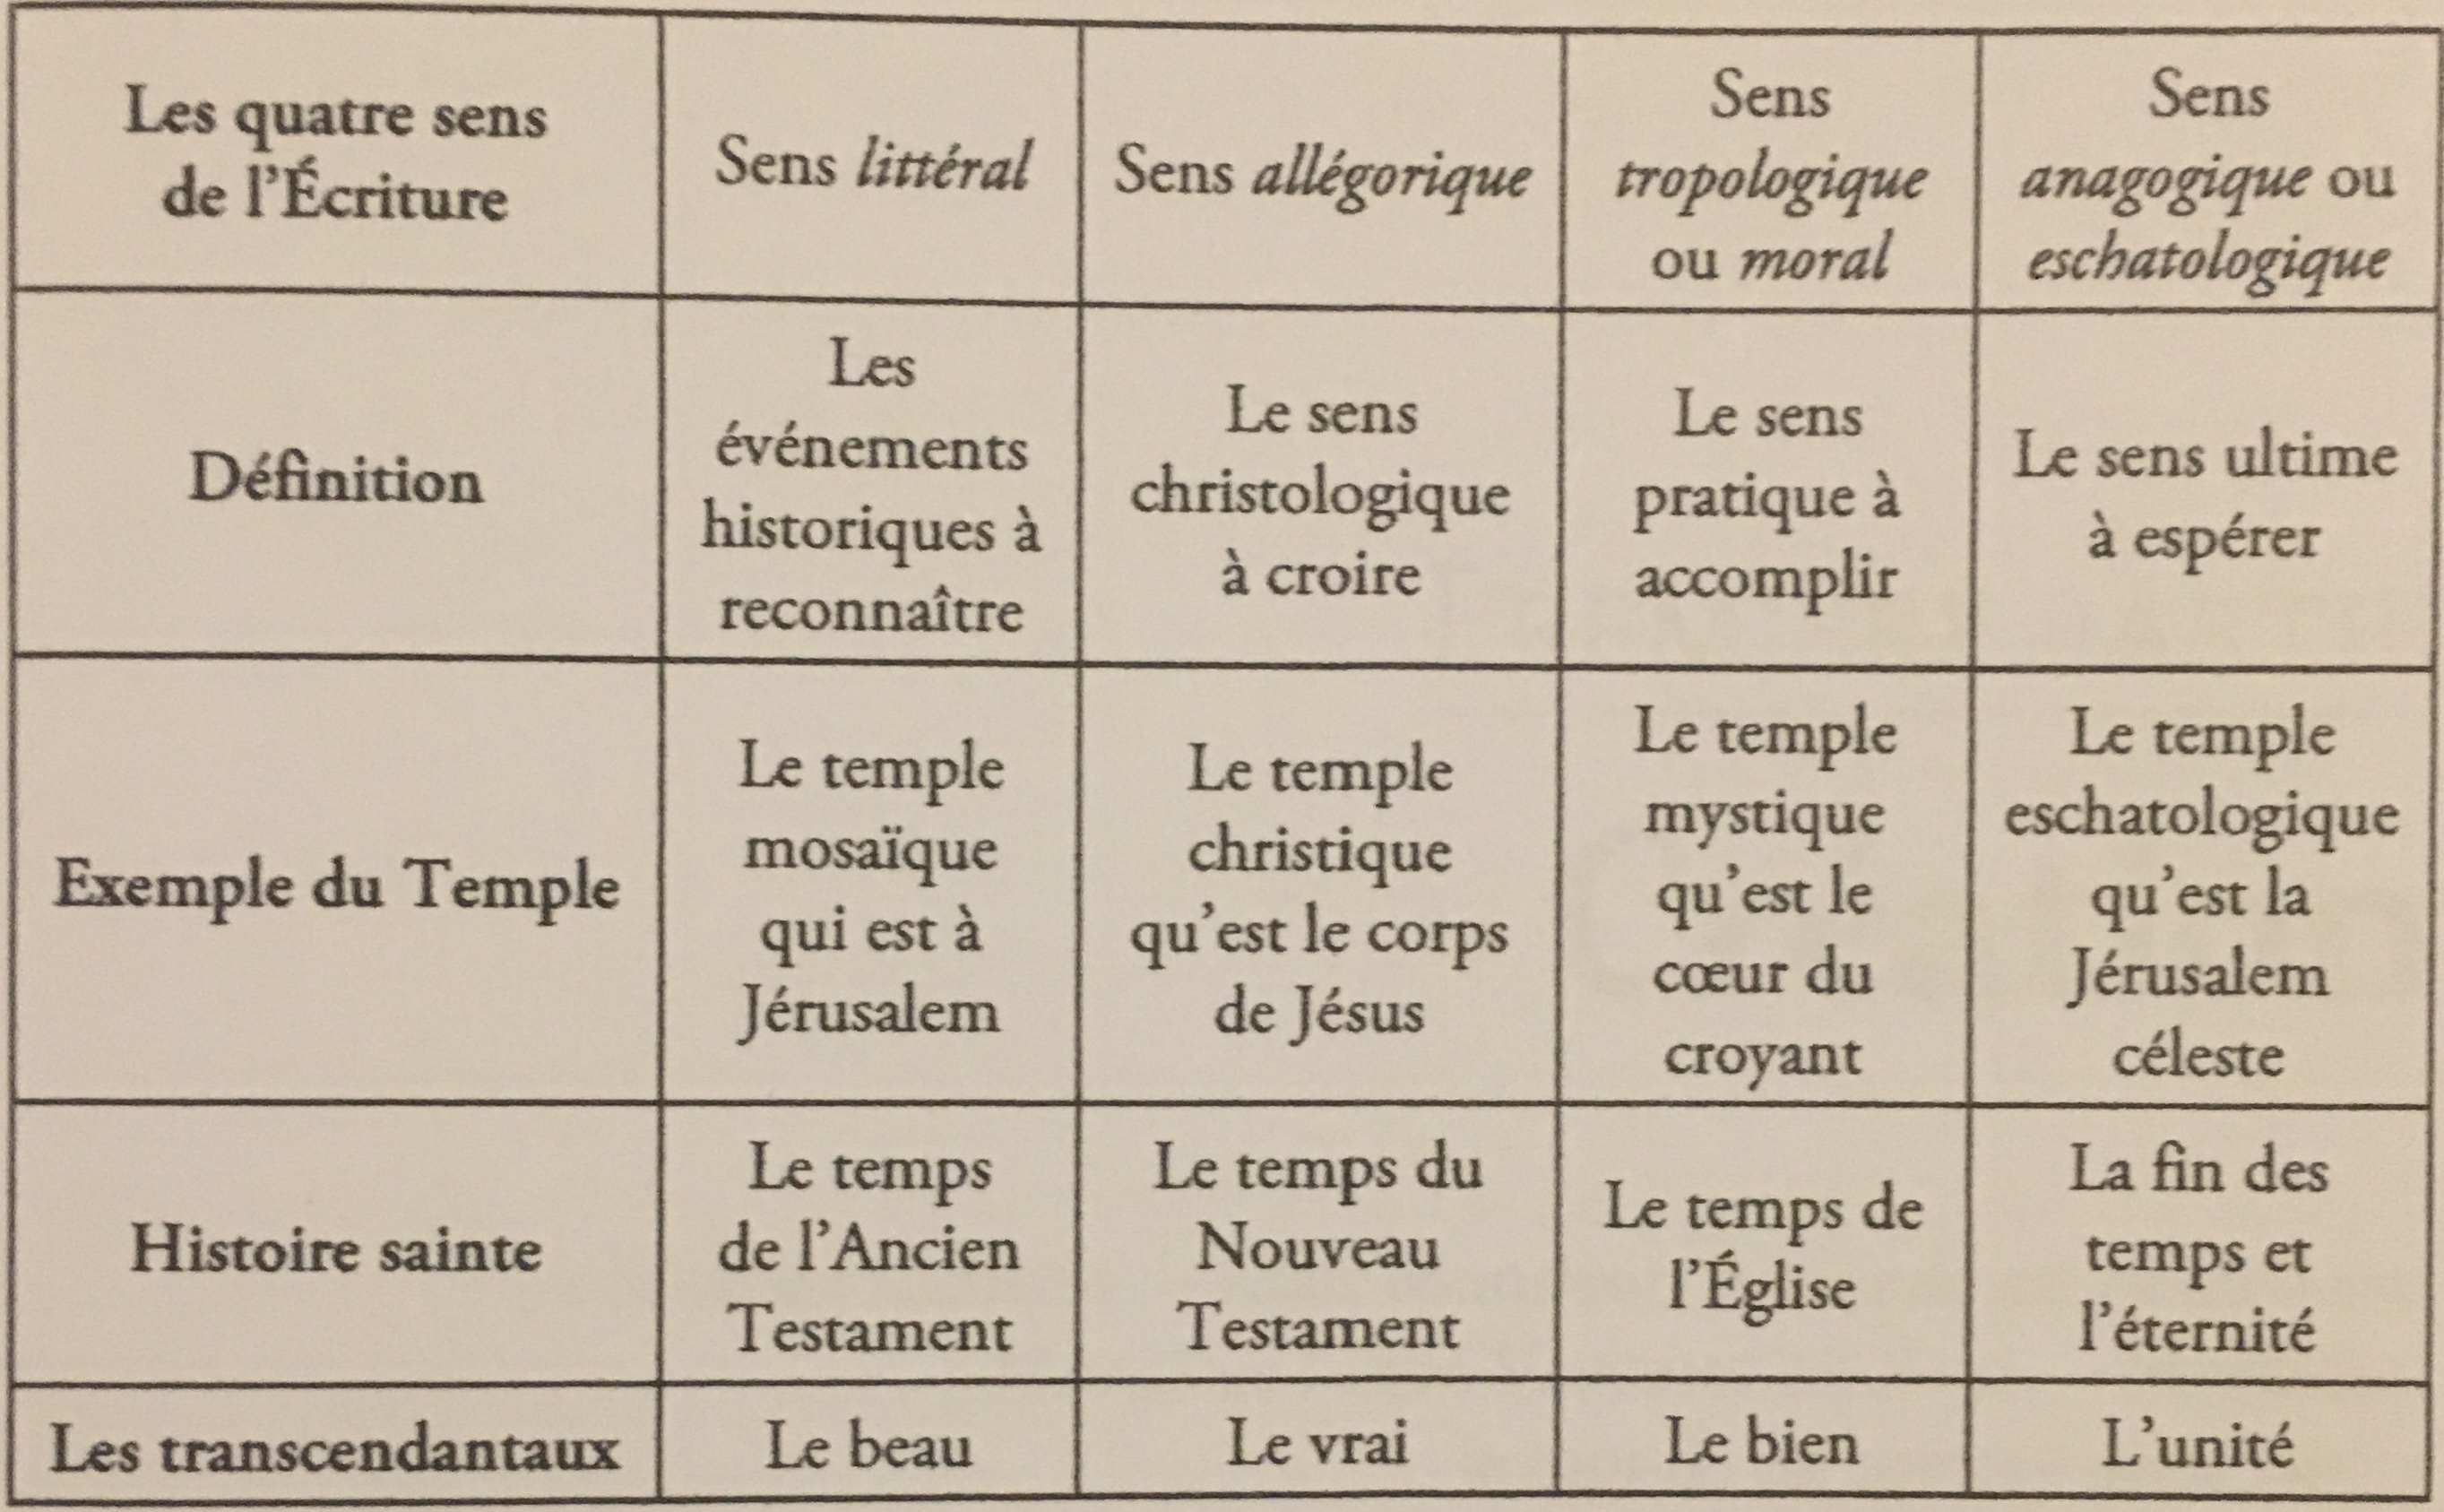 Les quatre sens
de l'Écriture
Sens littéral
Sens allégorique
Sens
tropologique
ou moral
Sens
anagogique ou
eschatologique
Définition
Les
événements
historiques à
reconnaître
Le sens
christologique
à croire
Le sens
pratique à
accomplir
Le sens ultime
à espérer
Exemple du Temple
Le temple
mosaïque
qui est à
Jérusalem
Le temple
christique
qu'est le corps
de Jésus
Le temple
mystique
qu'est le
cœur du
croyant
Le temple
eschatologique
qu'est la
Jérusalem
céleste
Histoire sainte
Le temps
de l'Ancien
Testament
Le temps du
Nouveau
Testament
Le temps de
l'Église
La fin des
temps et
l'éternité
Les transcendantaux
Le beau
Le vrai
Le bien
L'unité